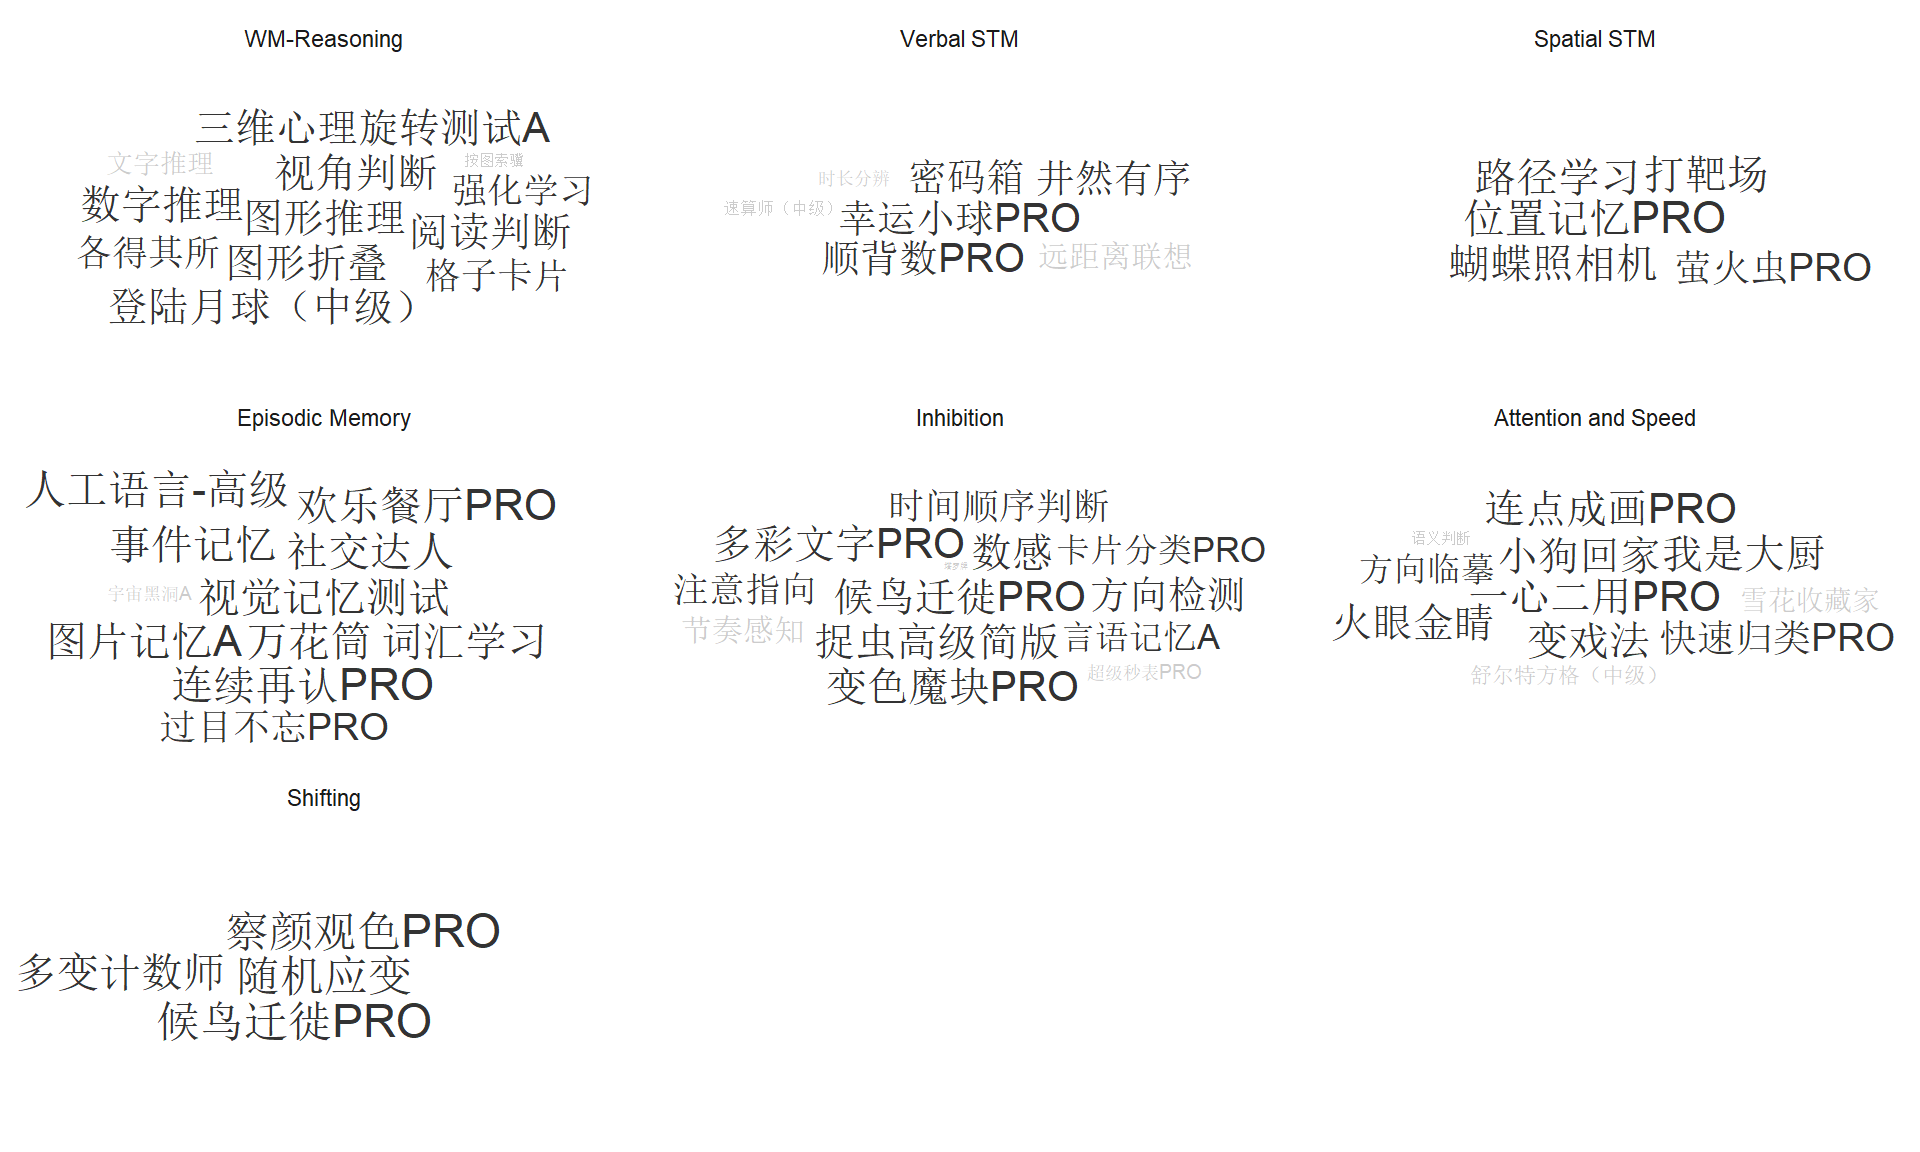 WM-Reasoning
三维心理旋转测试A
文字推理 视角判断 按图索骥
数字推理 强化学习
图形推理 阅读判断
各得其所 图形折叠 格子卡片
登陆月球（中级）
Verbal STM
时长分辨 密码箱 井然有序
速算师（中级） 幸运小球PRO
顺背数PRO 远距离联想
Spatial STM
路径学习 打靶场
位置记忆PRO
蝴蝶照相机 萤火虫PRO
Episodic Memory
人工语言-高级 欢乐餐厅PRO
事件记忆 社交达人
宇宙黑洞A 视觉记忆测试
图片记忆A 万花筒 词汇学习
连续再认PRO
过目不忘PRO
Inhibition
时间顺序判断
多彩文字PRO 数感 卡片分类PRO
塔罗牌
注意指向 候鸟迁徙PRO 方向检测
节奏感知 捉虫高级简版 言语记忆A
变色魔块PRO 超级秒表PRO
Attention and Speed
连点成画PRO
语义判断 小狗回家 我是大厨
方向临摹 一心二用PRO 雪花收藏家
火眼金睛 变戏法 快速归类PRO
舒尔特方格（中级）
Shifting
察颜观色PRO
多变计数师 随机应变
候鸟迁徙PRO